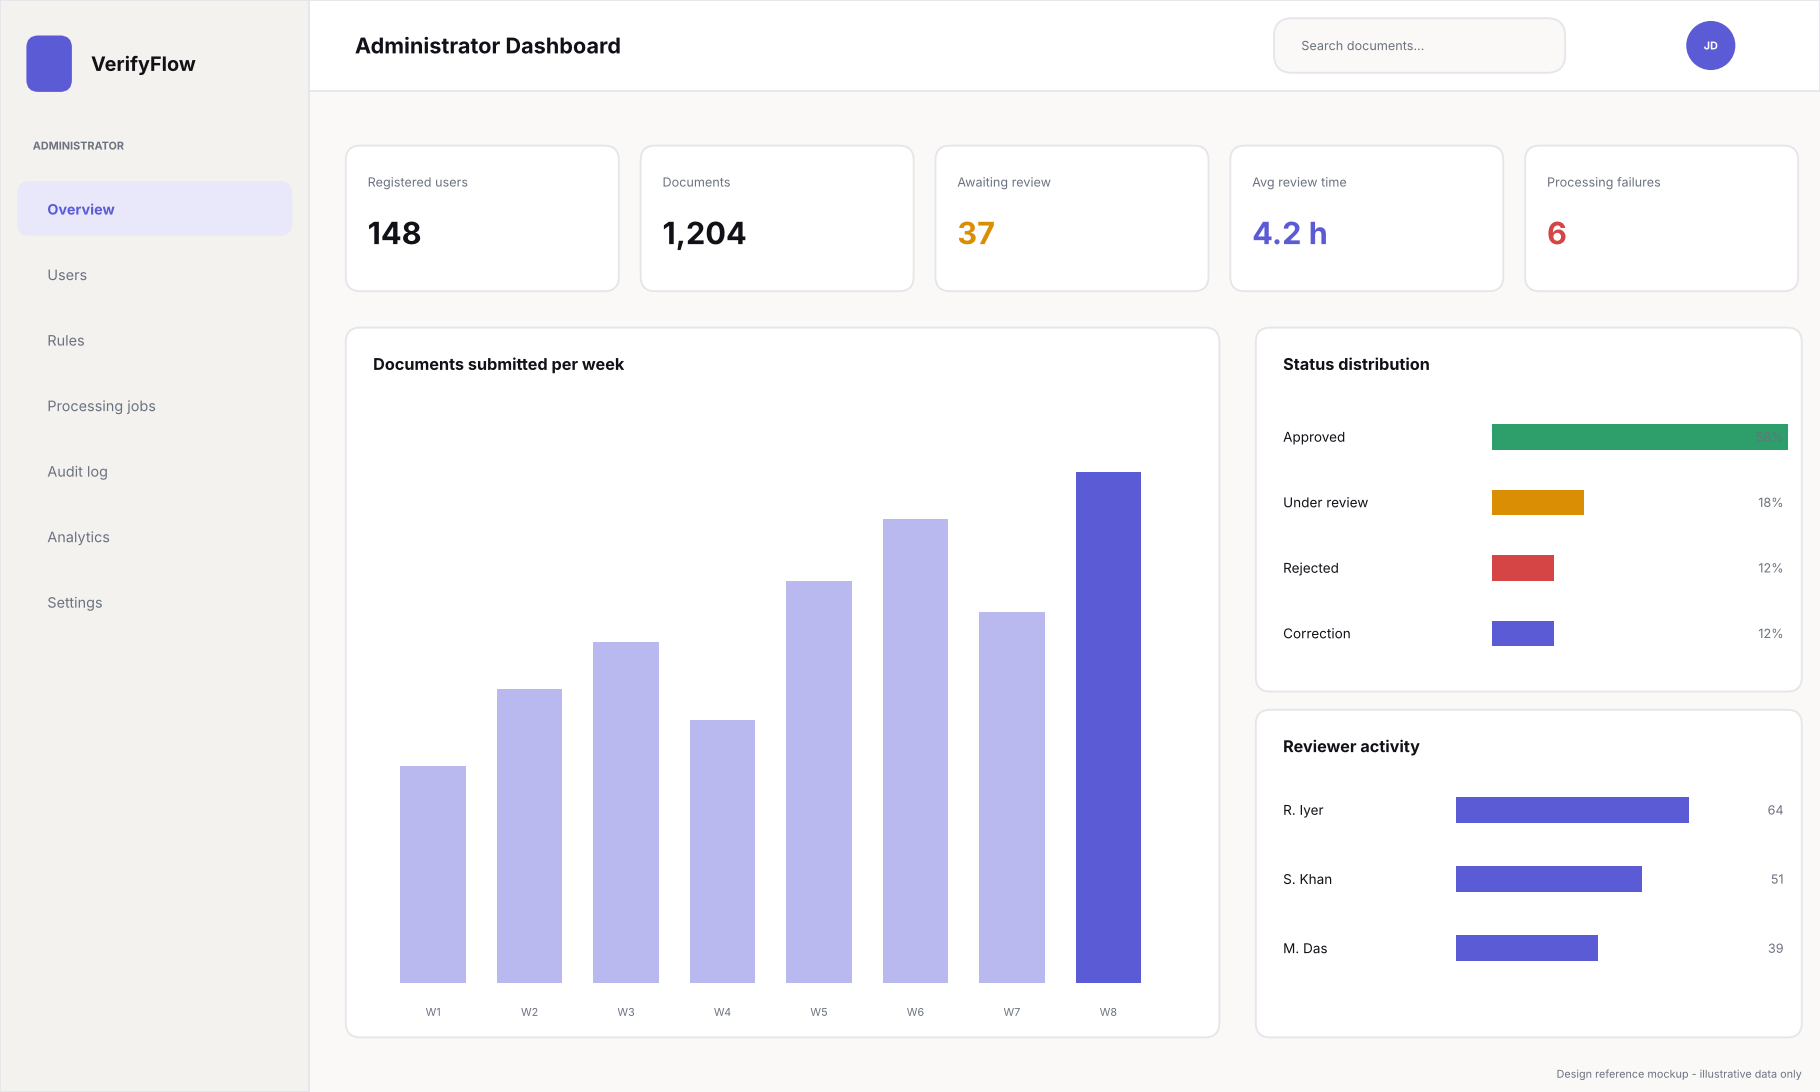 VerifyFlow
ADMINISTRATOR
Overview
Users
Rules
Processing jobs
Audit log
Analytics
Settings
Administrator Dashboard
Search documents...
JD
Registered users
148
Documents
1,204
Awaiting review
37
Avg review time
4.2 h
Processing failures
6
Documents submitted per week
W1 W2 W3 W4 W5 W6 W7 W8
Status distribution
Approved
Under review 18%
Rejected 12%
Correction 12%
Reviewer activity
R. Iyer 64
S. Khan 51
M. Das 39
Design reference mockup - illustrative data only